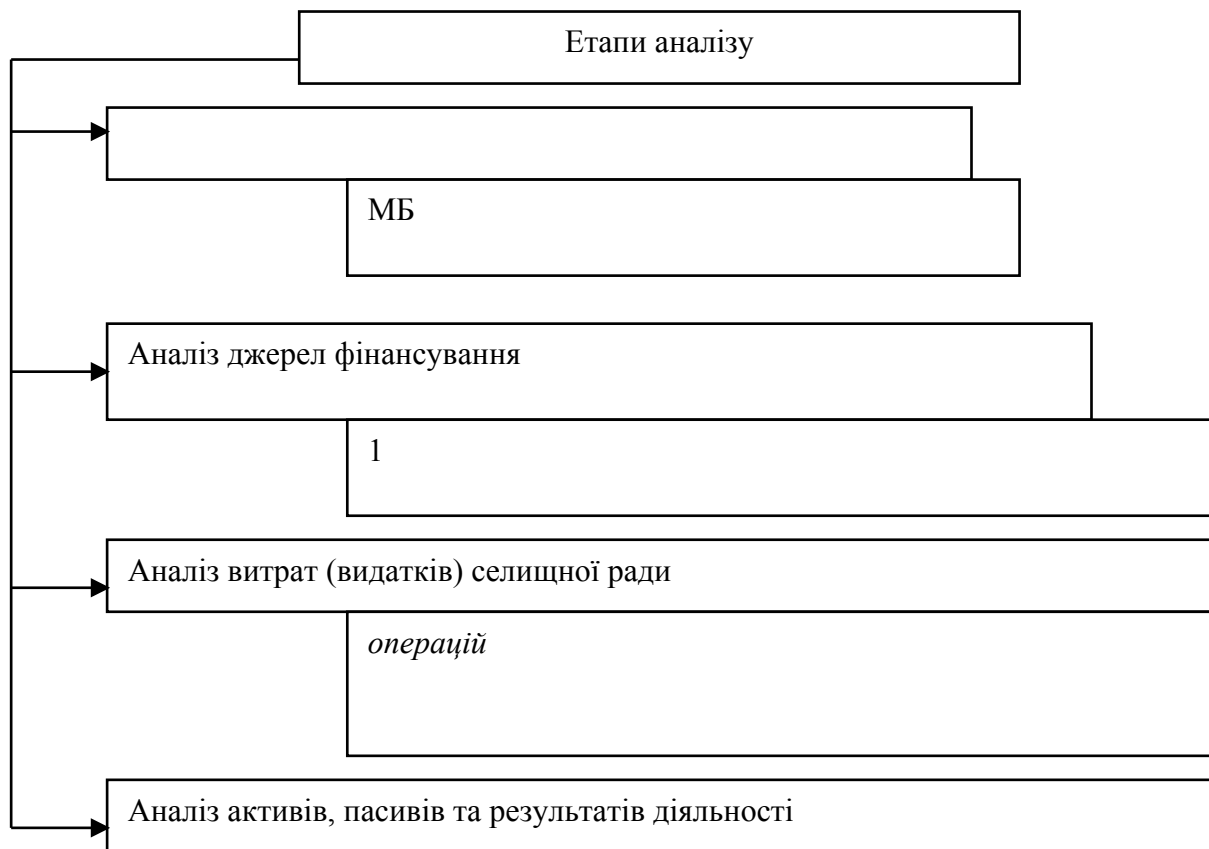 Етапи аналізу
МБ
Аналіз джерел фінансування
1
Аналіз витрат (видатків) селищної ради
операцій
Аналіз активів, пасивів та результатів діяльності